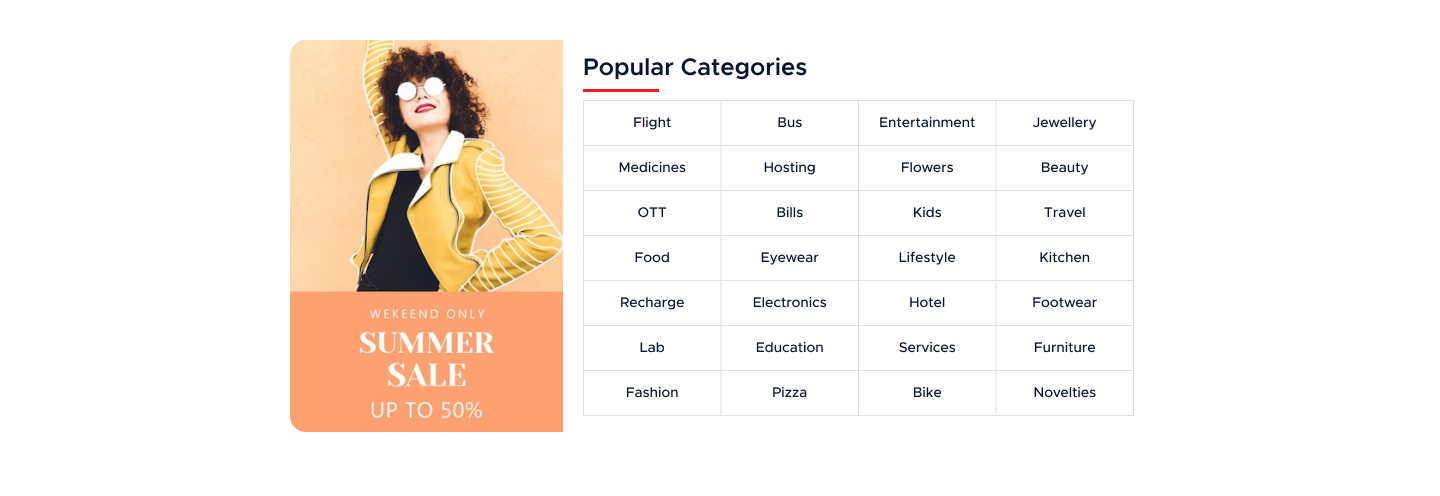 WEKEEND ONLY
SUMMER
SALE
UP TO 50%
Popular Categories
Flight Bus Entertainment Jewellery
Medicines Hosting Flowers Beauty
OTT Bills Kids Travel
Food Eyewear Lifestyle Kitchen
Recharge Electronics Hotel Footwear
Lab Education Services Furniture
Fashion Pizza Bike Novelties